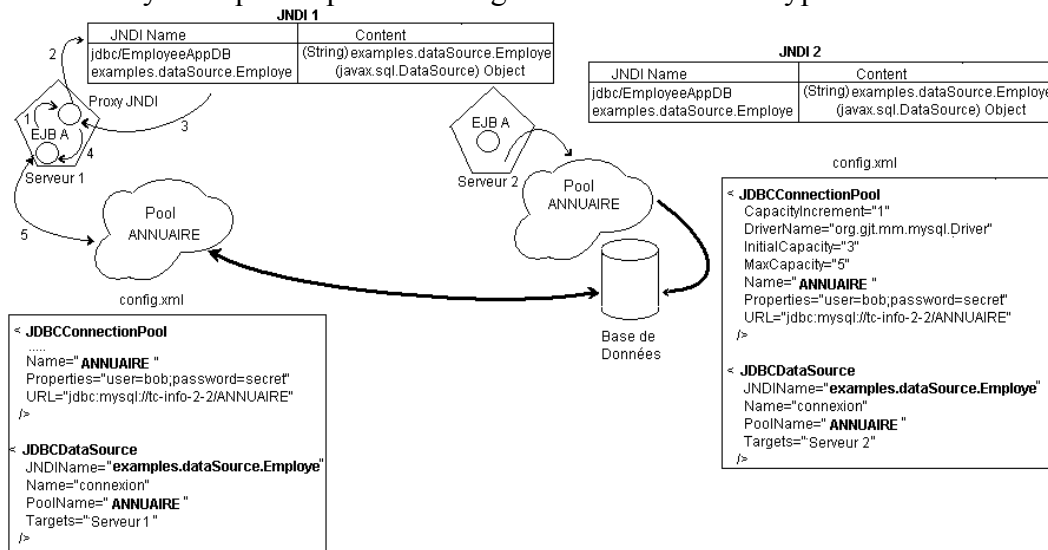 JNDI 1
JNDI Name Content
jdbc/EmployeeAppDB (String) examples.dataSource.Employe
examples.dataSource.Employe (javax.sql.DataSource) Object
2
Proxy JNDI
1
3
EJB A
4
Serveur 1
5
Pool
ANNUAIRE
config.xml
< JDBCConnectionPool
.....
Name="ANNUAIRE "
Properties="user=bob;password=secret"
URL="jdbc:mysql://tc-info-2-2/ANNUAIRE"
/>
< JDBCDataSource
JNDIName="examples.dataSource.Employe"
Name="connexion"
PoolName=" ANNUAIRE "
Targets="Serveur 1"
/>
EJB A
Serveur 2
Pool
ANNUAIRE
Base de
Données
JNDI 2
JNDI Name Content
jdbc/EmployeeAppDB (String) examples.dataSource.Employe
examples.dataSource.Employe (javax.sql.DataSource) Object
config.xml
< JDBCConnectionPool
CapacityIncrement="1"
DriverName="org.gjt.mm.mysql.Driver"
InitialCapacity="3"
MaxCapacity="5"
Name="ANNUAIRE "
Properties="user=bob;password=secret"
URL="jdbc:mysql://tc-info-2-2/ANNUAIRE"
/>
< JDBCDataSource
JNDIName="examples.dataSource.Employe"
Name="connexion"
PoolName=" ANNUAIRE "
Targets="Serveur 2"
/>